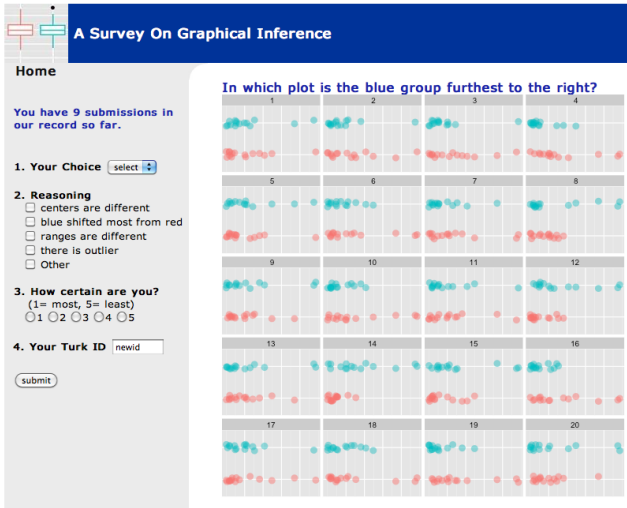 A Survey On Graphical Inference
Home
You have 9 submissions in
our record so far.
1. Your Choice select
2. Reasoning
centers are different
blue shifted most from red
ranges are different
there is outlier
Other
3. How certain are you?
(1= most, 5= least)
1 2 3 4 5
4. Your Turk ID newid
submit
In which plot is the blue group furthest to the right?
1 2 3 4
5 6 7 8
9 10 11 12
13 14 15 16
17 18 19 20